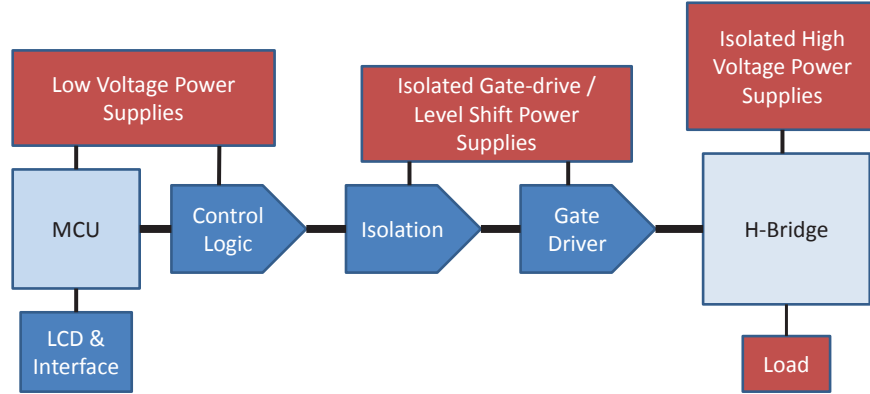 Low Voltage Power
Supplies
Isolated Gate-drive /
Level Shift Power
Supplies
Isolated High
Voltage Power
Supplies
MCU
Control
Logic
Isolation
Gate
Driver
H-Bridge
LCD &
Interface
Load